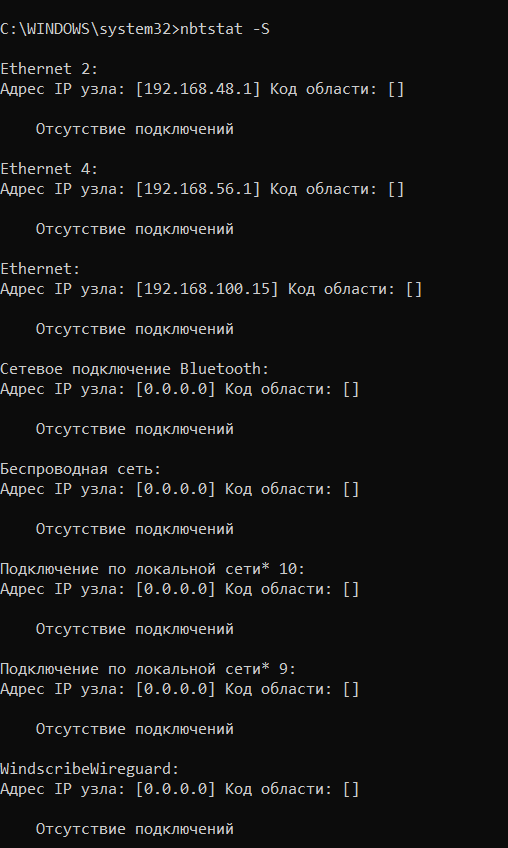 C:\WINDOWS\system32>nbtstat -S
Ethernet 2:
Адрес IP узла: [192.168.48.1] Код области: []
Отсутствие подключений
Ethernet 4:
Адрес IP узла: [192.168.56.1] Код области: []
Отсутствие подключений
Ethernet:
Адрес IP узла: [192.168.100.15] Код области: []
Отсутствие подключений
Сетевое подключение Bluetooth:
Адрес IP узла: [0.0.0.0] Код области: []
Отсутствие подключений
Беспроводная сеть:
Адрес IP узла: [0.0.0.0] Код области: []
Отсутствие подключений
Подключение по локальной сети* 10:
Адрес IP узла: [0.0.0.0] Код области: []
Отсутствие подключений
Подключение по локальной сети* 9:
Адрес IP узла: [0.0.0.0] Код области: []
Отсутствие подключений
WindscribeWireguard:
Адрес IP узла: [0.0.0.0] Код области: []
Отсутствие подключений